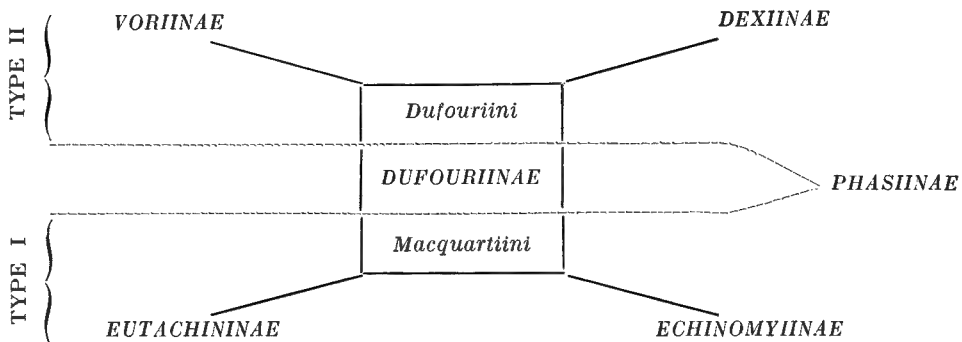 TYPE II
VORIINAE
DEXIINAE
Dufouriini
DUFOURIINAE
PHASIINAE
TYPE I
Macquartiini
EUTACHININAE
ECHINOMYIINAE